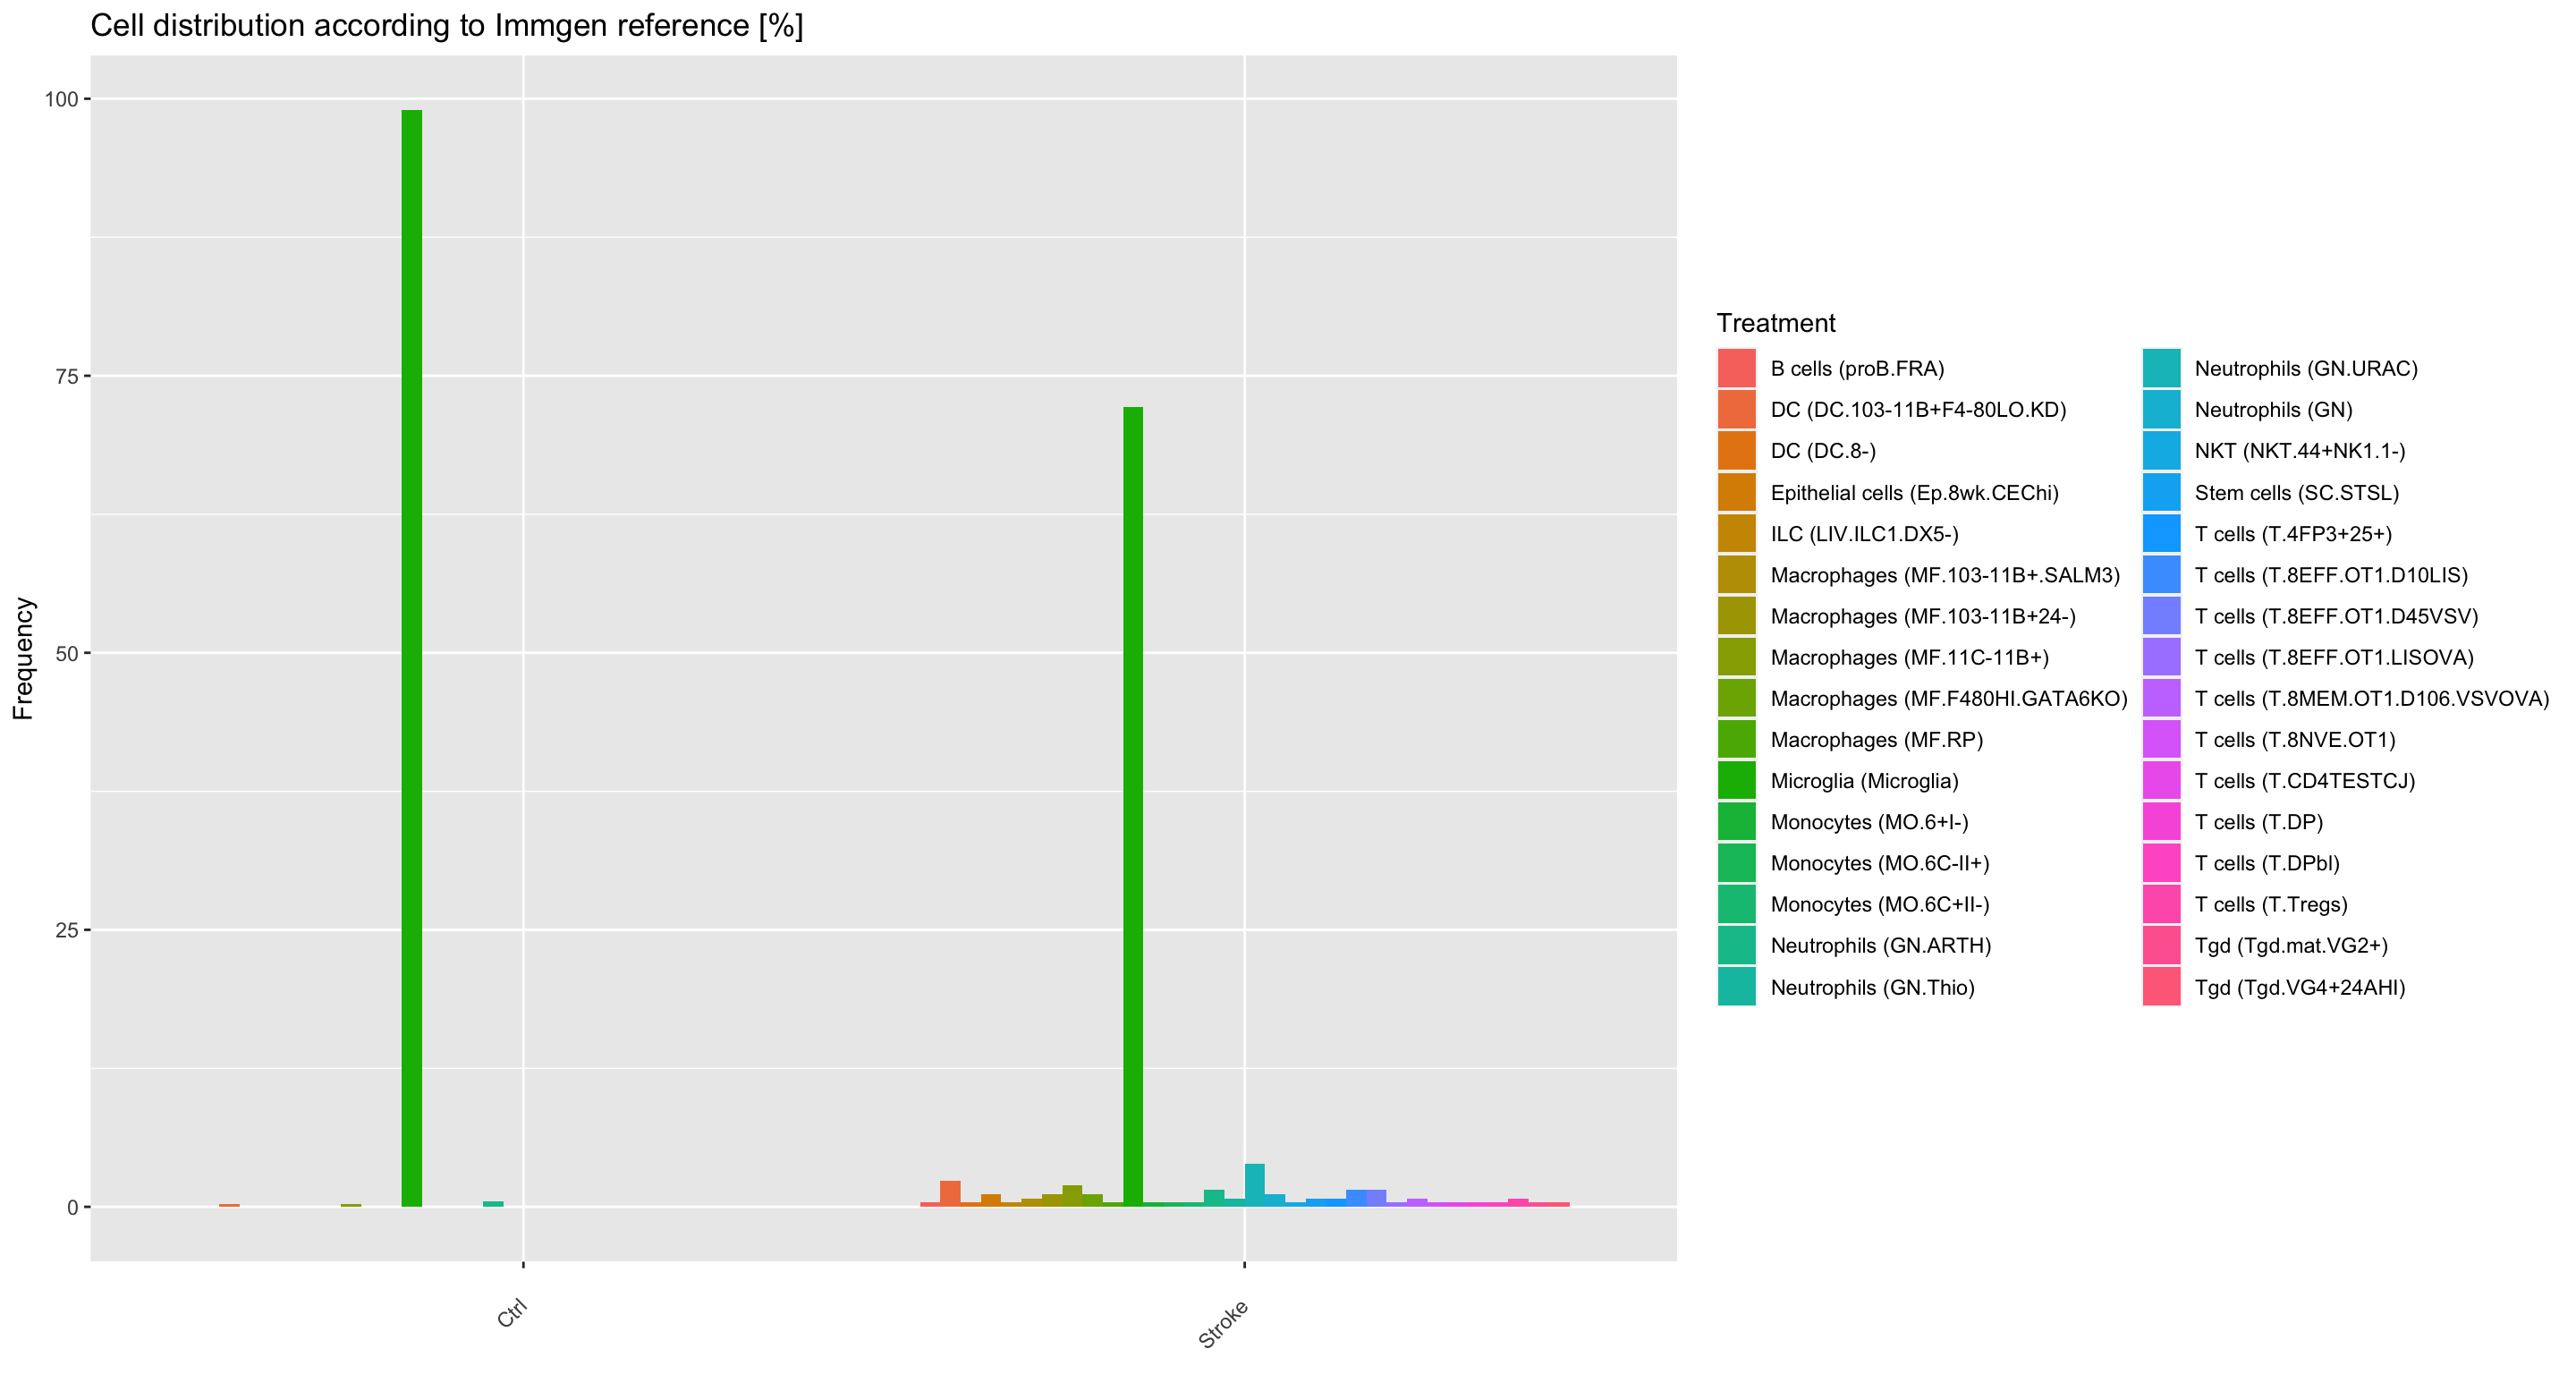 Cell distribution according to Immgen reference [%]
100
75
50
25
0
Frequency
Ctrl
Stroke
Treatment
B cells (proB.FRA)
DC (DC.103-11B+F4-80LO.KD)
DC (DC.8-)
Epithelial cells (Ep.8wk.CEChi)
ILC (LIV.ILC1.DX5-)
Macrophages (MF.103-11B+.SALM3)
Macrophages (MF.103-11B+24-)
Macrophages (MF.11C-11B+)
Macrophages (MF.F480HI.GATA6KO)
Macrophages (MF.RP)
Microglia (Microglia)
Monocytes (MO.6+I-)
Monocytes (MO.6C-II+)
Monocytes (MO.6C+II-)
Neutrophils (GN.ARTH)
Neutrophils (GN.Thio)
Neutrophils (GN.URAC)
Neutrophils (GN)
NKT (NKT.44+NK1.1-)
Stem cells (SC.STSL)
T cells (T.4FP3+25+)
T cells (T.8EFF.OT1.D10LIS)
T cells (T.8EFF.OT1.D45VSV)
T cells (T.8EFF.OT1.LISOVA)
T cells (T.8MEM.OT1.D106.VSVOVA)
T cells (T.8NVE.OT1)
T cells (T.CD4TESTCJ)
T cells (T.DP)
T cells (T.DPbl)
T cells (T.Tregs)
Tgd (Tgd.mat.VG2+)
Tgd (Tgd.VG4+24AHI)